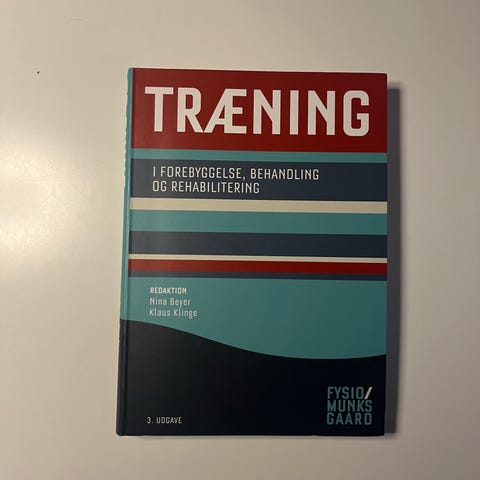 TRÆNING
I FOREBYGGELSE, BEHANDLING
OG REHABILITERING
REDAKTION
Nina Beyer
Klaus Klinge
3. UDGAVE
FYSIO/
MUNKS
GAARD